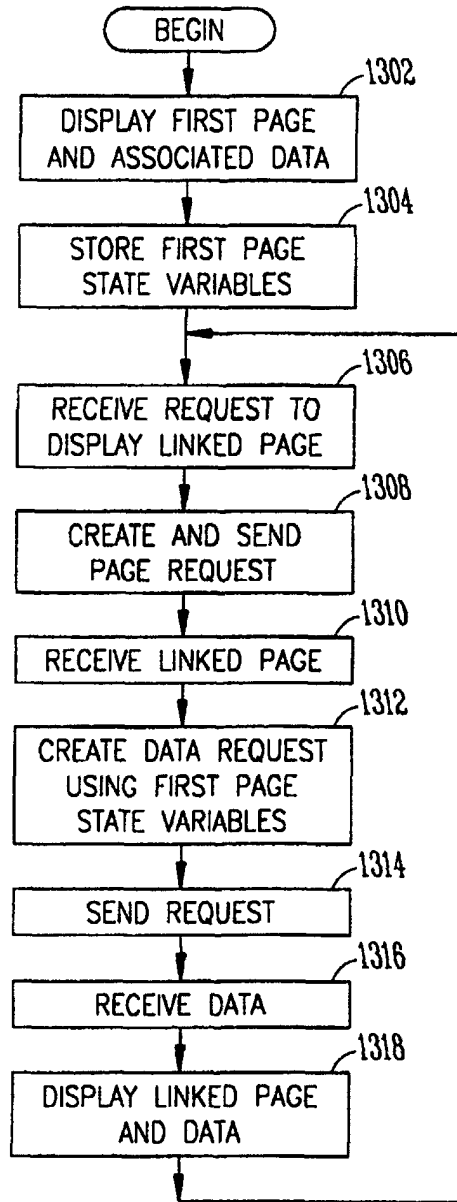 BEGIN
1302
DISPLAY FIRST PAGE
AND ASSOCIATED DATA
1304
STORE FIRST PAGE
STATE VARIABLES
1306
RECEIVE REQUEST TO
DISPLAY LINKED PAGE
1308
CREATE AND SEND
PAGE REQUEST
1310
RECEIVE LINKED PAGE
1312
CREATE DATA REQUEST
USING FIRST PAGE
STATE VARIABLES
1314
SEND REQUEST
1316
RECEIVE DATA
1318
DISPLAY LINKED PAGE
AND DATA